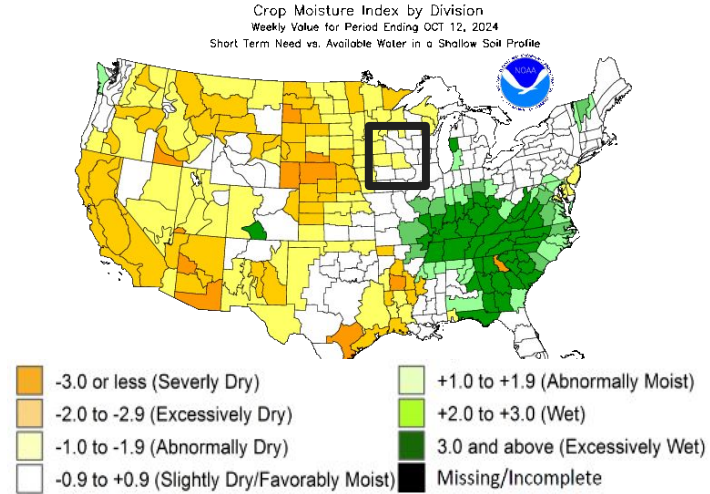 Crop Moisture Index by Division
Weekly Value for Period Ending OCT 12, 2024
Short Term Need vs. Available Water in a Shallow Soil Profile
NOAA
-3.0 or less (Severly Dry)
-2.0 to -2.9 (Excessively Dry)
-1.0 to -1.9 (Abnormally Dry)
-0.9 to +0.9 (Slightly Dry/Favorably Moist)
+1.0 to +1.9 (Abnormally Moist)
+2.0 to +3.0 (Wet)
3.0 and above (Excessively Wet)
Missing/Incomplete